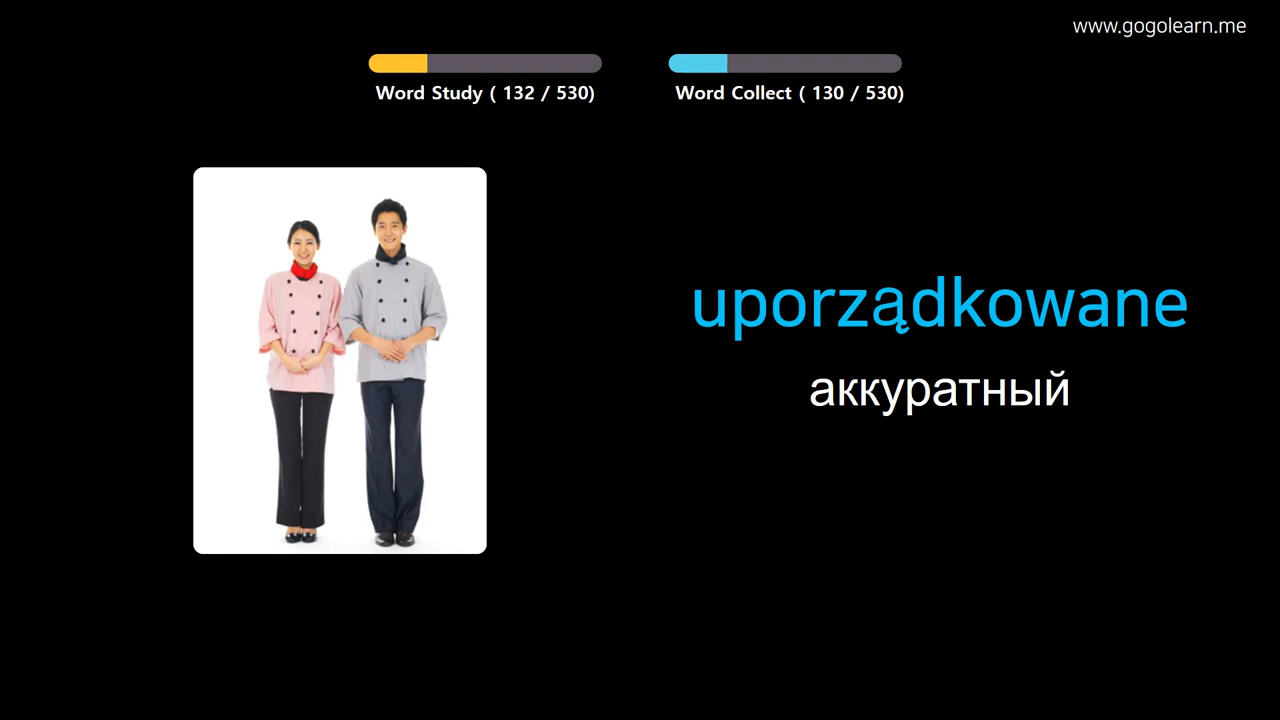 www.gogolearn.me
Word Study ( 132 / 530)
Word Collect ( 130 / 530)
uporządkowane
аккуратный